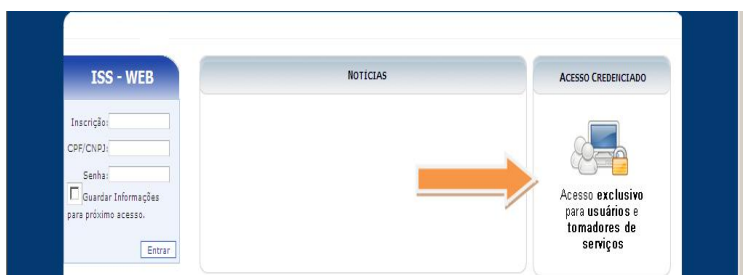 ISS - WEB
Inscrição:
CPF/CNPJ:
Senha:
Guardar Informações
para próximo acesso.
Entrar
NOTÍCIAS
ACESSO CREDENCIADO
Acesso exclusivo
para usuários e
tomadores de
serviços